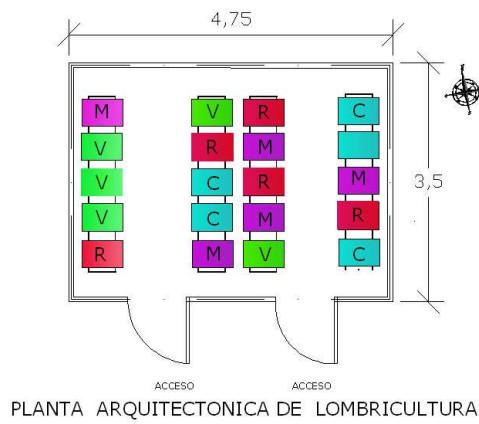 4,75
M V R C
V R M
V C R M
V C M R
R M V C
3,5
ACCESO ACCESO
PLANTA ARQUITECTONICA DE LOMBRICULTURA